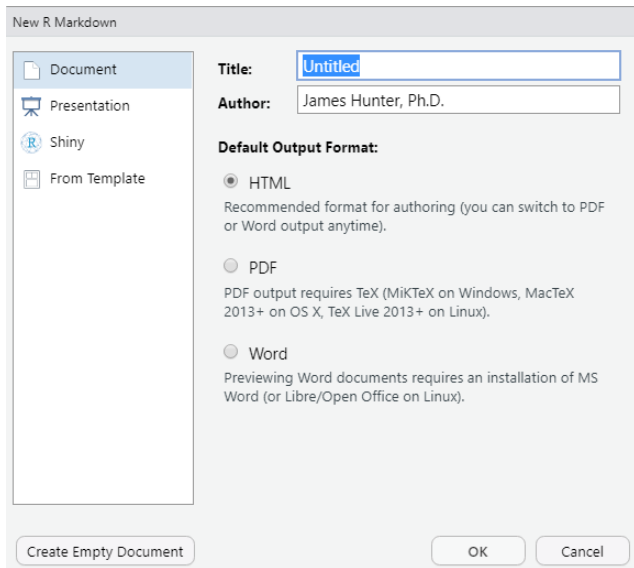 New R Markdown
Document
Presentation
Shiny
From Template
Title:
Untitled
Author:
James Hunter, Ph.D.
Default Output Format:
HTML
Recommended format for authoring (you can switch to PDF
or Word output anytime).
PDF
PDF output requires TeX (MiKTeX on Windows, MacTeX
2013+ on OS X, TeX Live 2013+ on Linux).
Word
Previewing Word documents requires an installation of MS
Word (or Libre/Open Office on Linux).
Create Empty Document
OK
Cancel